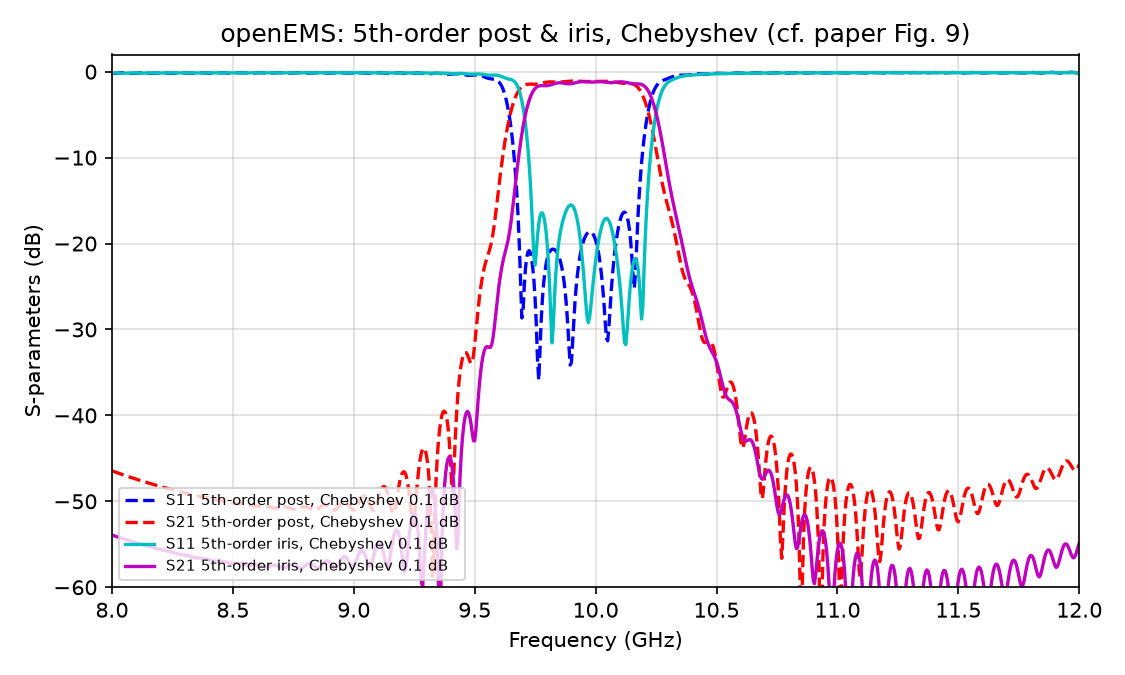 openEMS: 5th-order post & iris, Chebyshev (cf. paper Fig. 9)
S-parameters (dB)
0
−10
−20
−30
−40
−50
−60
S11 5th-order post, Chebyshev 0.1 dB
S21 5th-order post, Chebyshev 0.1 dB
S11 5th-order iris, Chebyshev 0.1 dB
S21 5th-order iris, Chebyshev 0.1 dB
8.0 8.5 9.0 9.5 10.0 10.5 11.0 11.5 12.0
Frequency (GHz)